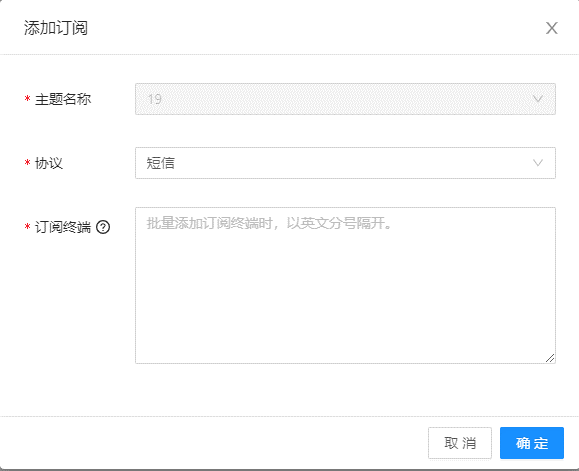 添加订阅
* 主题名称 19
* 协议 短信
* 订阅终端 批量添加订阅终端时，以英文分号隔开。
取 消 确 定